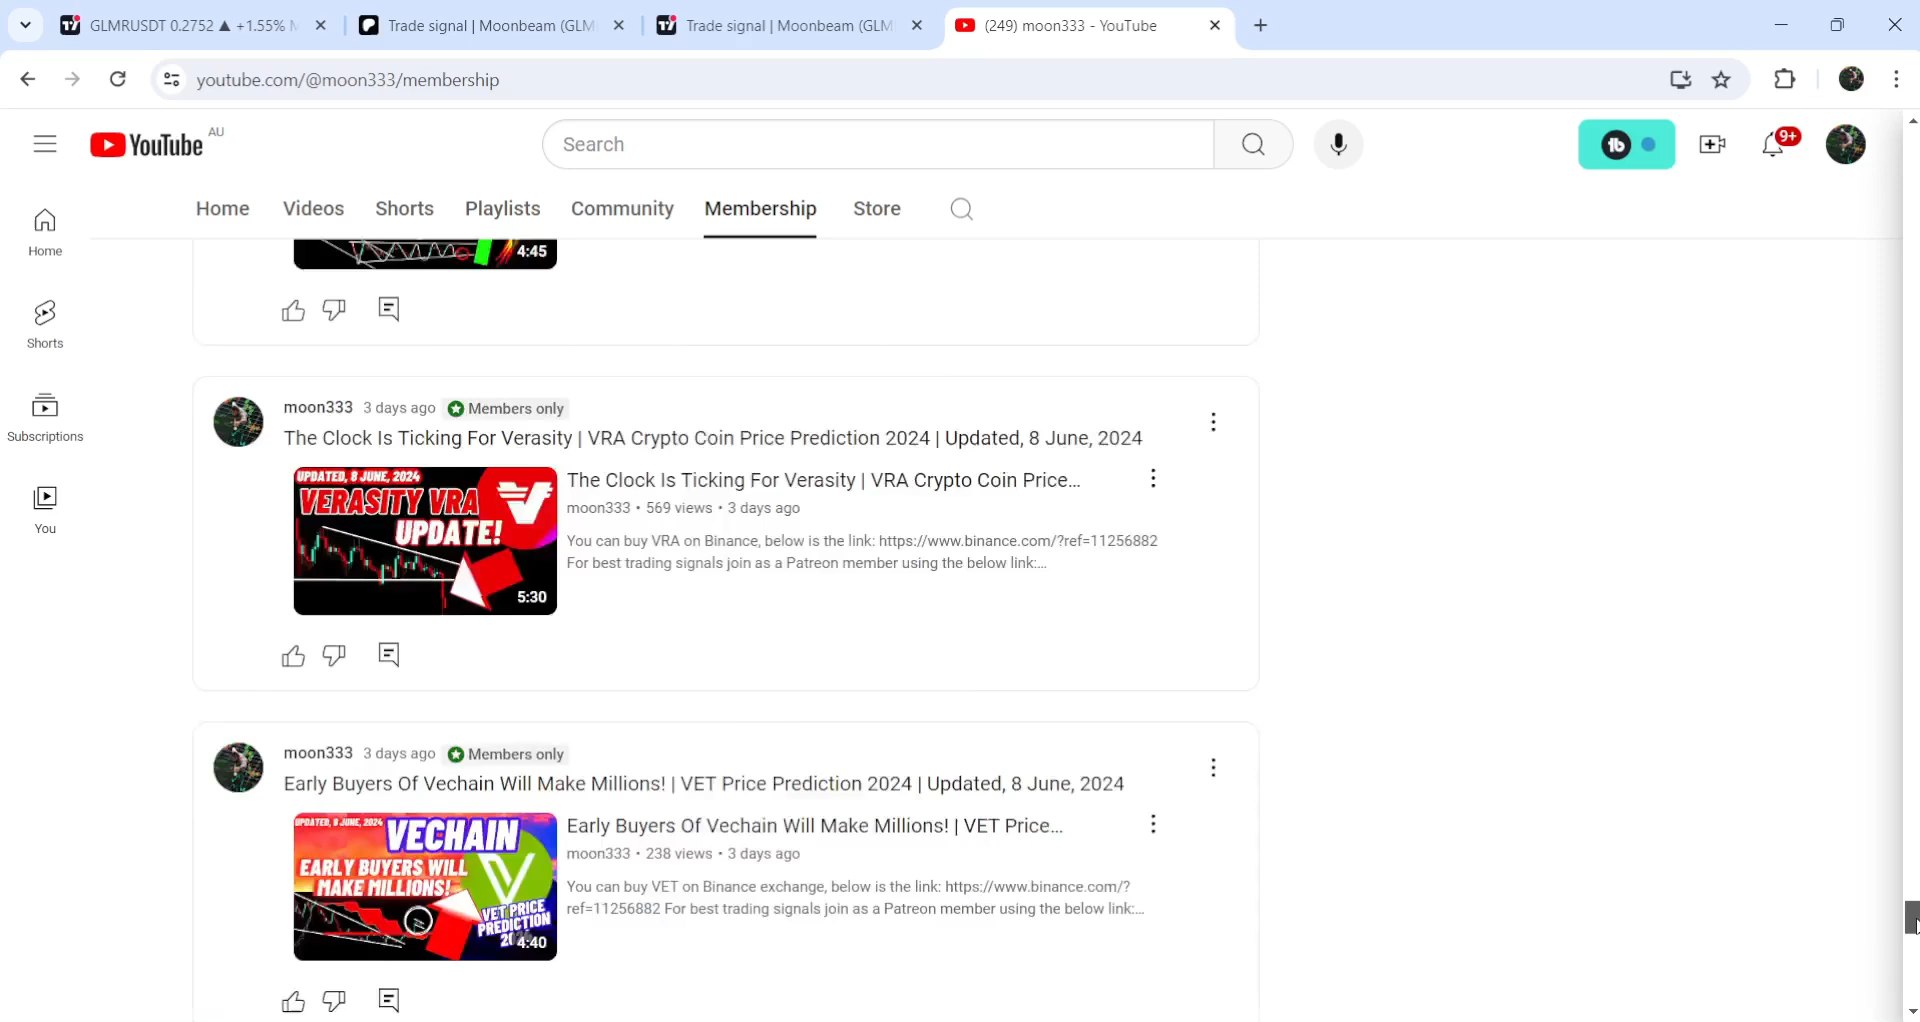 GLMRUSDT 0.2752 ▲ +1.55%
Trade signal | Moonbeam (GLM
Trade signal | Moonbeam (GLM
(249) moon333 - YouTube
youtube.com/@moon333/membership
YouTube AU
Search
9+
Home Videos Shorts Playlists Community Membership Store
Home
Shorts
Subscriptions
You
4:45
moon333 3 days ago Members only
The Clock Is Ticking For Verasity | VRA Crypto Coin Price Prediction 2024 | Updated, 8 June, 2024
UPDATED, 8 JUNE, 2024
VERASITY VRA
UPDATE!
5:30
The Clock Is Ticking For Verasity | VRA Crypto Coin Price...
moon333 • 569 views • 3 days ago
You can buy VRA on Binance, below is the link: https://www.binance.com/?ref=11256882
For best trading signals join as a Patreon member using the below link:...
moon333 3 days ago Members only
Early Buyers Of Vechain Will Make Millions! | VET Price Prediction 2024 | Updated, 8 June, 2024
UPDATED, 8 JUNE, 2024
VECHAIN
EARLY BUYERS WILL
MAKE MILLIONS!
VET PRICE
PREDICTION
4:40
Early Buyers Of Vechain Will Make Millions! | VET Price...
moon333 • 238 views • 3 days ago
You can buy VET on Binance exchange, below is the link: https://www.binance.com/?
ref=11256882 For best trading signals join as a Patreon member using the below link:...